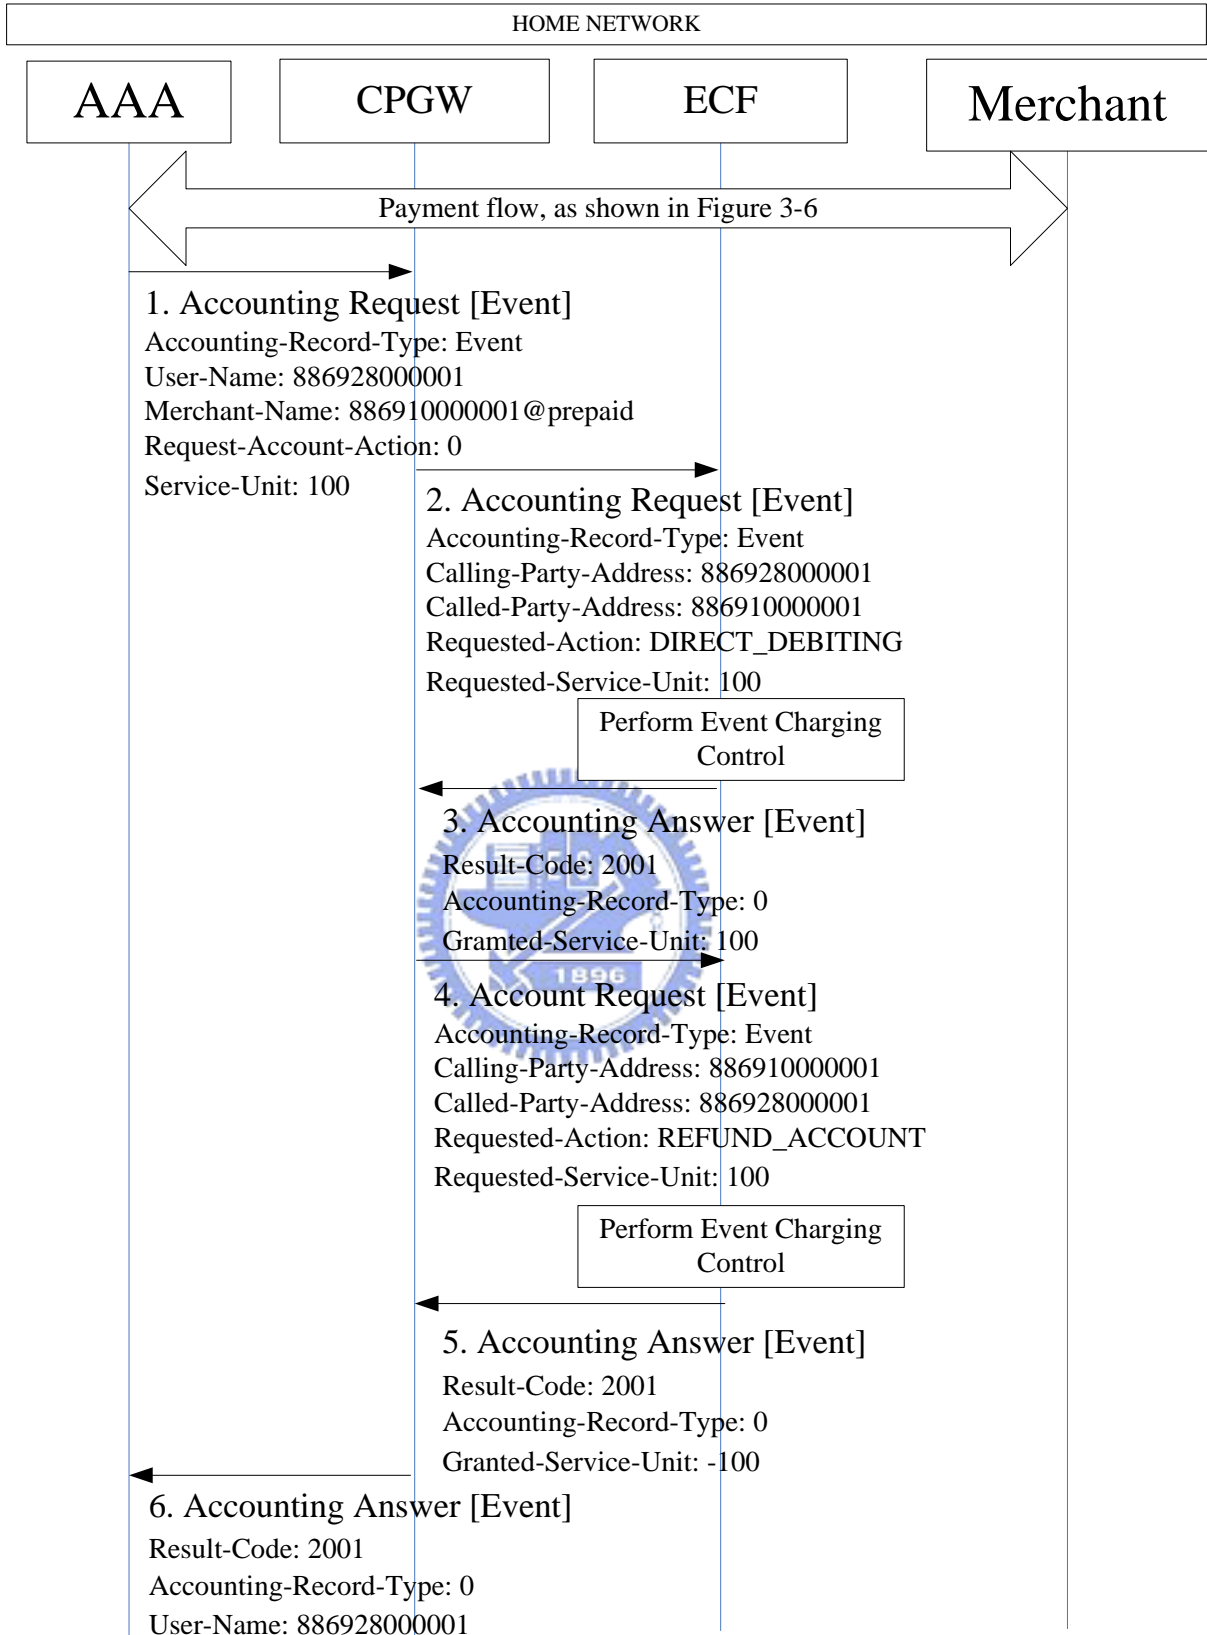 HOME NETWORK
AAA
CPGW
ECF
Merchant
Payment flow, as shown in Figure 3-6
1. Accounting Request [Event]
Accounting-Record-Type: Event
User-Name: 886928000001
Merchant-Name: 886910000001@prepaid
Request-Account-Action: 0
Service-Unit: 100
2. Accounting Request [Event]
Accounting-Record-Type: Event
Calling-Party-Address: 886928000001
Called-Party-Address: 886910000001
Requested-Action: DIRECT_DEBITING
Requested-Service-Unit: 100
Perform Event Charging
Control
3. Accounting Answer [Event]
Result-Code: 2001
Accounting-Record-Type: 0
Gramted-Service-Unit: 100
1896
4. Account Request [Event]
Accounting-Record-Type: Event
Calling-Party-Address: 886910000001
Called-Party-Address: 886928000001
Requested-Action: REFUND_ACCOUNT
Requested-Service-Unit: 100
Perform Event Charging
Control
5. Accounting Answer [Event]
Result-Code: 2001
Accounting-Record-Type: 0
Granted-Service-Unit: -100
6. Accounting Answer [Event]
Result-Code: 2001
Accounting-Record-Type: 0
User-Name: 886928000001